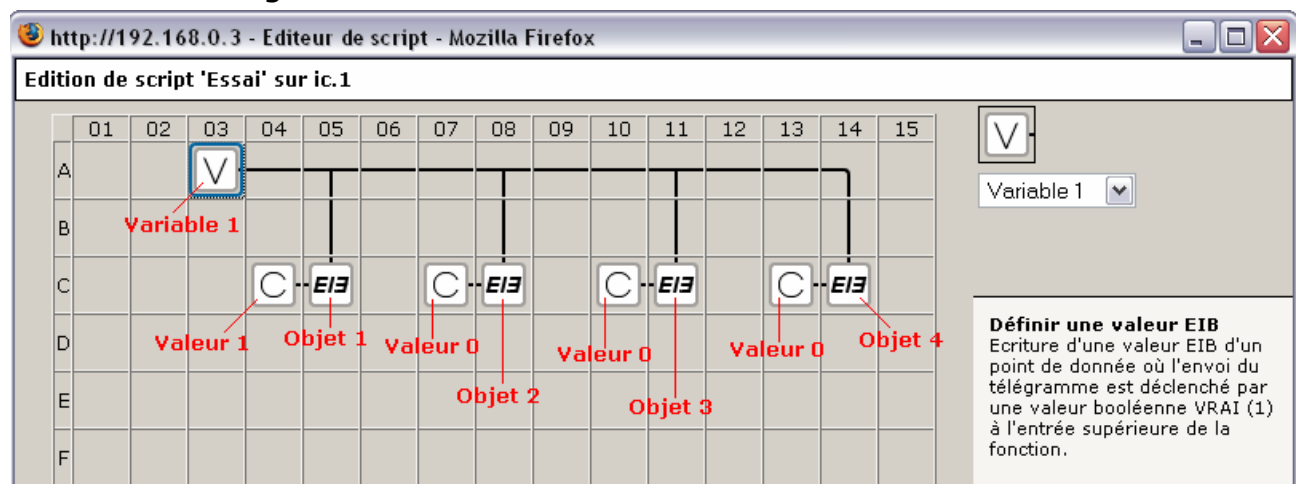 http://192.168.0.3 - Editeur de script - Mozilla Firefox
Edition de script 'Essai' sur ic.1
01 02 03 04 05 06 07 08 09 10 11 12 13 14 15
A
V
Variable 1
B
C
C EIB C EIB C EIB C EIB
Valeur 1 Objet 1 Valeur 0 Valeur 0 Valeur 0 Objet 4
D
Objet 2 Objet 3
E
F
V
Variable 1
Définir une valeur EIB
Ecriture d'une valeur EIB d'un
point de donnée où l'envoi du
télégramme est déclenché par
une valeur booléenne VRAI (1)
à l'entrée supérieure de la
fonction.